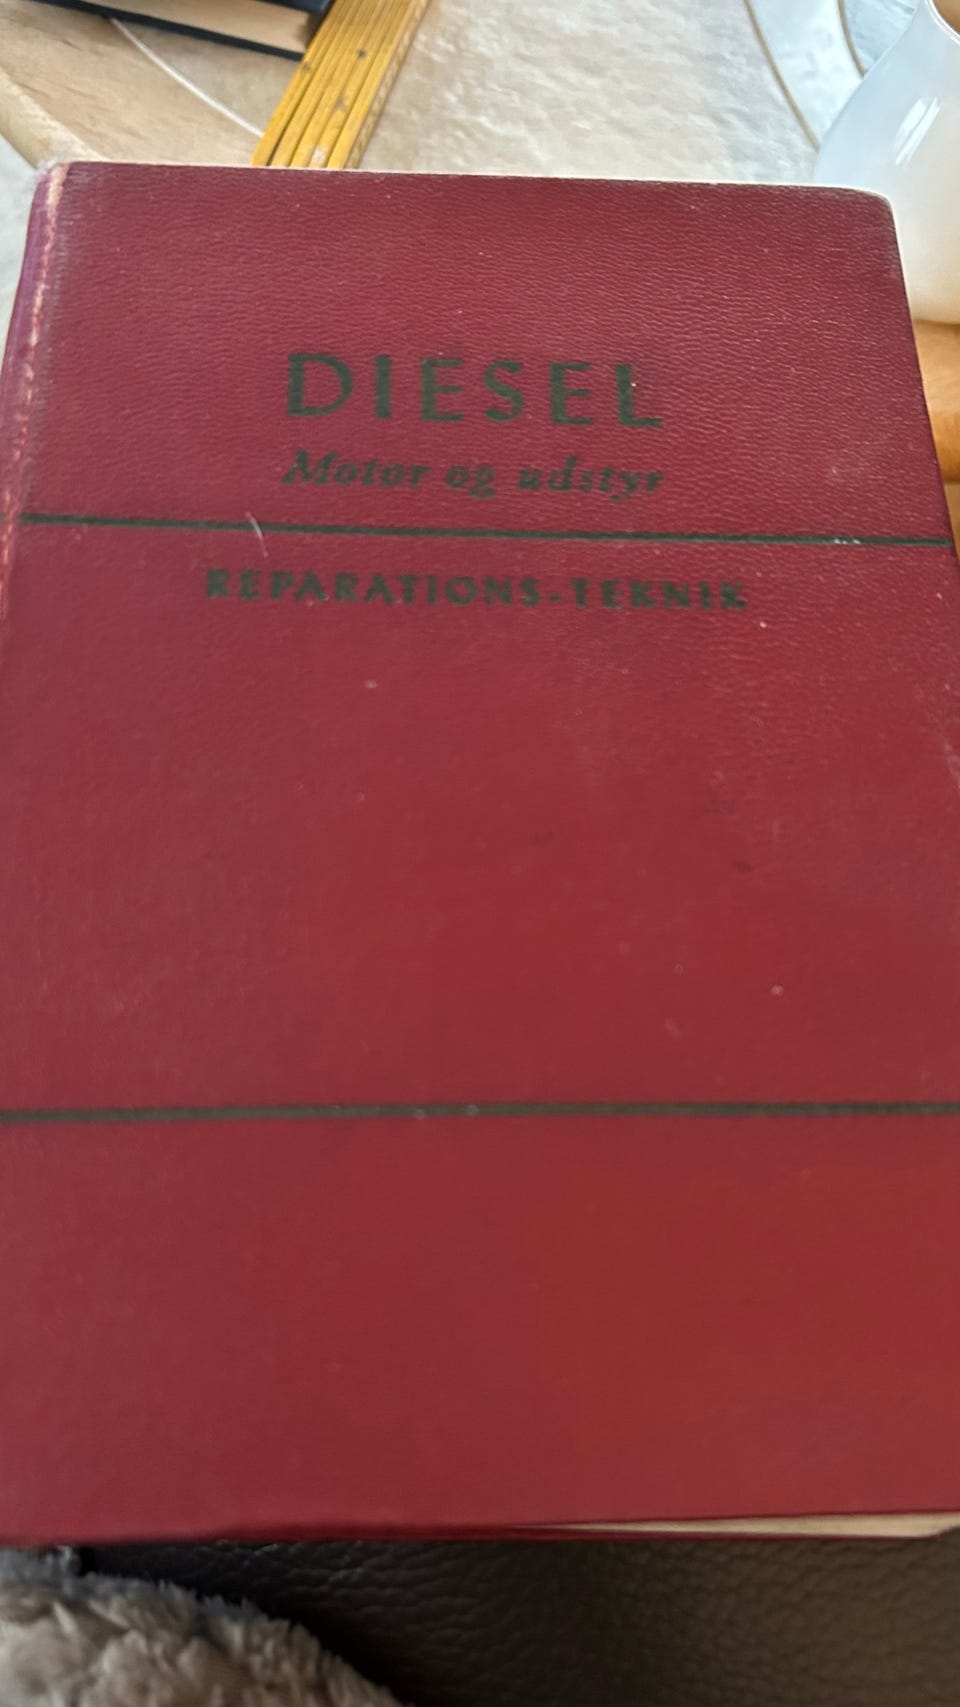 DIESEL
Motor og udstyr
REPARATIONS-TEKNIK